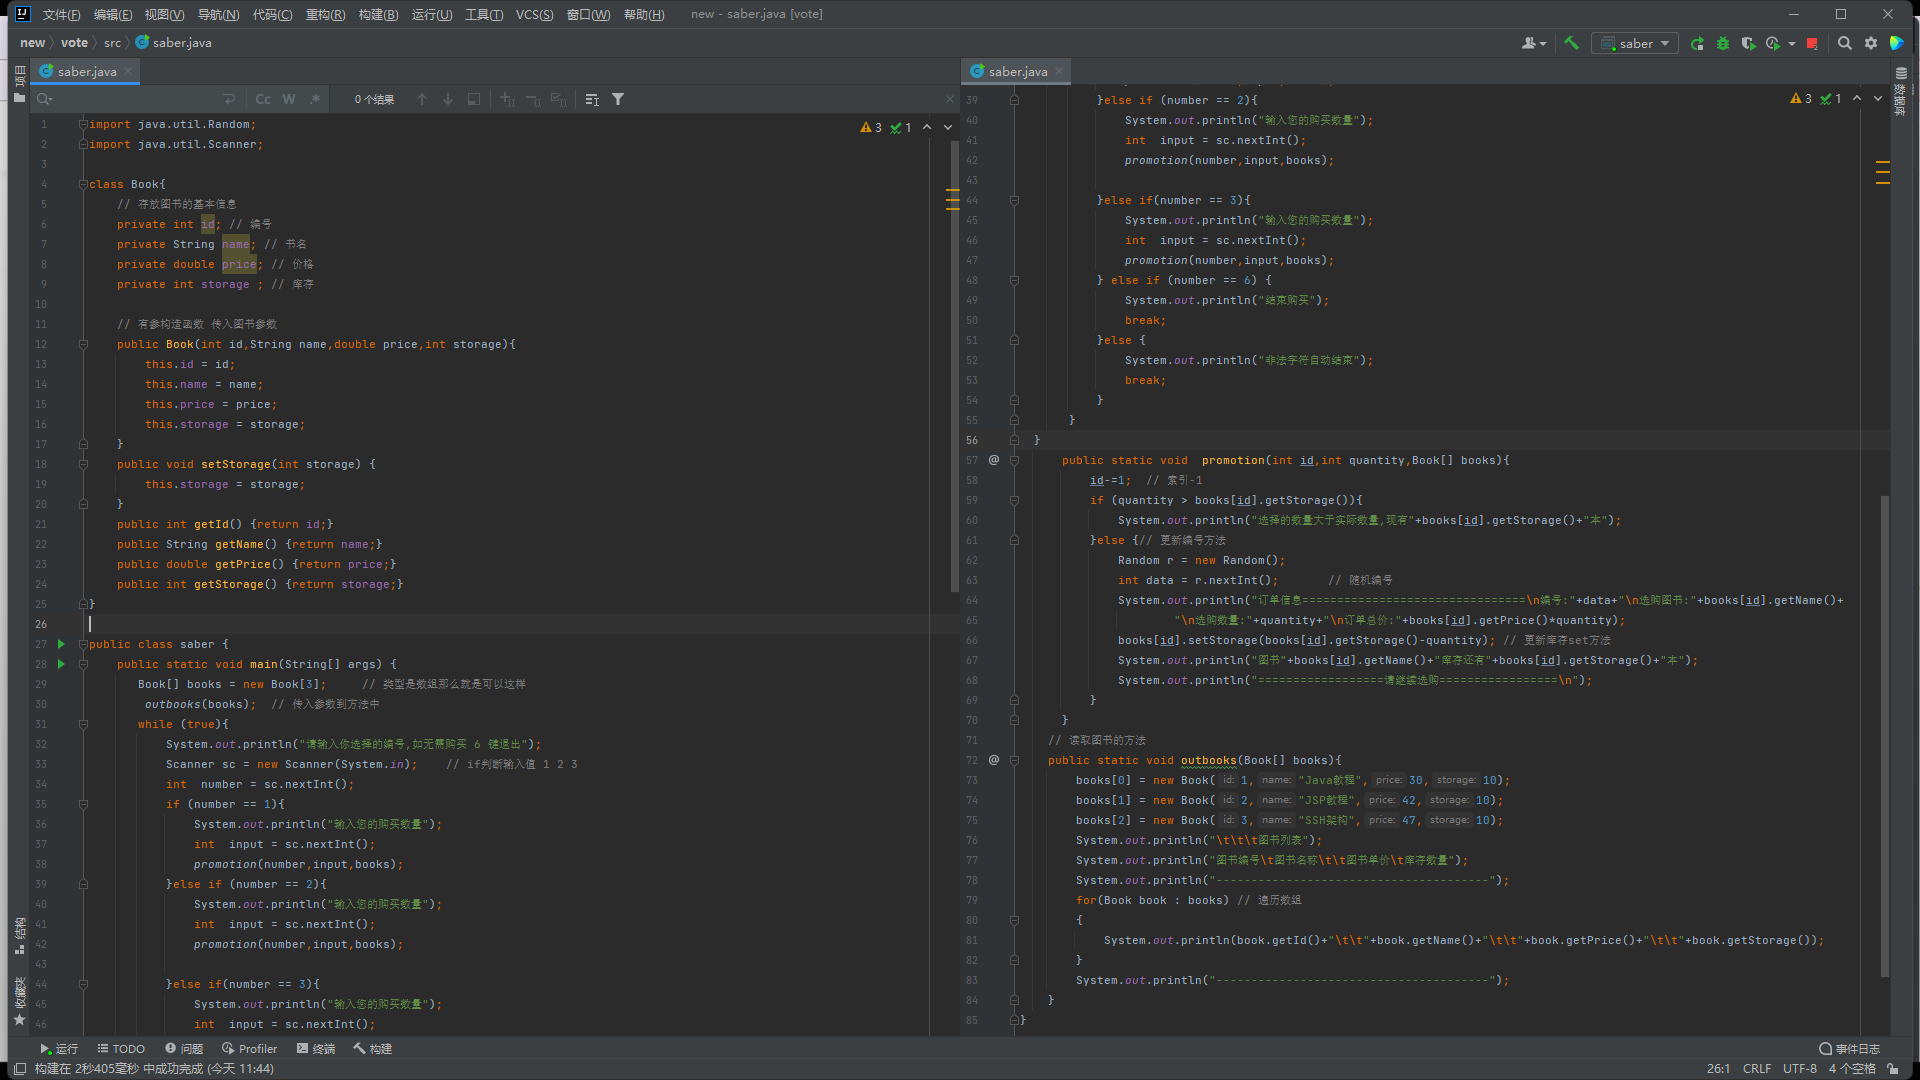 文件(F) 编辑(E) 视图(V) 导航(N) 代码(C) 重构(R) 构建(B) 运行(U) 工具(T) VCS(S) 窗口(W) 帮助(H) new - saber.java [vote]
new vote src saber.java
saber
项目
saber.java
Cc W .* 0 个结果
3 1
1 import java.util.Random;
2 import java.util.Scanner;
3
4 class Book{
5 // 存放图书的基本信息
6 private int id; // 编号
7 private String name; // 书名
8 private double price; // 价格
9 private int storage ; // 库存
10
11 // 有参构造函数 传入图书参数
12 public Book(int id,String name,double price,int storage){
13 this.id = id;
14 this.name = name;
15 this.price = price;
16 this.storage = storage;
17 }
18 public void setStorage(int storage) {
19 this.storage = storage;
20 }
21 public int getId() {return id;}
22 public String getName() {return name;}
23 public double getPrice() {return price;}
24 public int getStorage() {return storage;}
25 }
26
27 public class saber {
28 public static void main(String[] args) {
29 Book[] books = new Book[3]; // 类型是数组那么就是可以这样
30 outbooks(books); // 传入参数到方法中
31 while (true){
32 System.out.println("请输入你选择的编号,如无需购买 6 键退出");
33 Scanner sc = new Scanner(System.in); // if判断输入值 1 2 3
34 int  number = sc.nextInt();
35 if (number == 1){
36 System.out.println("输入您的购买数量");
37 int  input = sc.nextInt();
38 promotion(number,input,books);
39 }else if (number == 2){
40 System.out.println("输入您的购买数量");
41 int  input = sc.nextInt();
42 promotion(number,input,books);
43
44 }else if(number == 3){
45 System.out.println("输入您的购买数量");
46 int  input = sc.nextInt();
saber.java
3 1
39 }else if (number == 2){
40 System.out.println("输入您的购买数量");
41 int  input = sc.nextInt();
42 promotion(number,input,books);
43
44 }else if(number == 3){
45 System.out.println("输入您的购买数量");
46 int  input = sc.nextInt();
47 promotion(number,input,books);
48 } else if (number == 6) {
49 System.out.println("结束购买");
50 break;
51 }else {
52 System.out.println("非法字符自动结束");
53 break;
54 }
55 }
56 }
57 @ public static void  promotion(int id,int quantity,Book[] books){
58 id-=1;  // 索引-1
59 if (quantity > books[id].getStorage()){
60 System.out.println("选择的数量大于实际数量,现有"+books[id].getStorage()+"本");
61 }else {// 更新编号方法
62 Random r = new Random();
63 int data = r.nextInt();       // 随机编号
64 System.out.println("订单信息================================\n编号:"+data+"\n选购图书:"+books[id].getName()+
65 "\n选购数量:"+quantity+"\n订单总价:"+books[id].getPrice()*quantity);
66 books[id].setStorage(books[id].getStorage()-quantity); // 更新库存set方法
67 System.out.println("图书"+books[id].getName()+"库存还有"+books[id].getStorage()+"本");
68 System.out.println("==================请继续选购=================\n");
69 }
70 }
71 // 读取图书的方法
72 @ public static void outbooks(Book[] books){
73 books[0] = new Book( id: 1, name: "Java教程", price: 30, storage: 10);
74 books[1] = new Book( id: 2, name: "JSP教程", price: 42, storage: 10);
75 books[2] = new Book( id: 3, name: "SSH架构", price: 47, storage: 10);
76 System.out.println("\t\t\t图书列表");
77 System.out.println("图书编号\t图书名称\t\t图书单价\t库存数量");
78 System.out.println("---------------------------------------");
79 for(Book book : books) // 遍历数组
80 {
81 System.out.println(book.getId()+"\t\t"+book.getName()+"\t\t"+book.getPrice()+"\t\t"+book.getStorage());
82 }
83 System.out.println("---------------------------------------");
84 }
85 }
数据库
结构
收藏夹
运行 TODO 问题 Profiler 终端 构建 事件日志
构建在 2秒405毫秒 中成功完成 (今天 11:44) 26:1 CRLF UTF-8 4 个空格